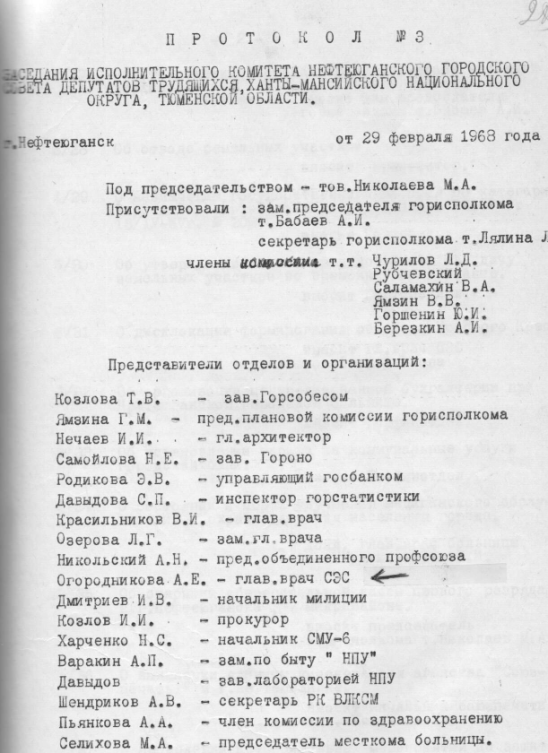 П Р О Т О К О Л №3
ЗАСЕДАНИЯ ИСПОЛНИТЕЛЬНОГО КОМИТЕТА НЕФТЕЮГАНСКОГО ГОРОДСКОГО
СОВЕТА ДЕПУТАТОВ ТРУДЯЩИХСЯ, ХАНТЫ-МАНСИЙСКОГО НАЦИОНАЛЬНОГО
ОКРУГА, ТЮМЕНСКОЙ ОБЛАСТИ.
г.Нефтеюганск от 29 февраля 1968 года
Под председательством – тов.Николаева М.А.
Присутствовали : зам.председателя горисполкома
т.Бабаев А.И.
секретарь горисполкома т.Лялина
члены т.т. Чурилов Л.Д.
Рубчевский
Саламахин В.А.
Ямзин В.В.
Горшенин Ю.И.
Березкин А.И.
Представители отделов и организаций:
Козлова Т.В. – зав.Горсобесом
Ямзина Г.М. – пред.плановой комиссии горисполкома
Нечаев И.И. – гл.архитектор
Самойлова Н.Е. – зав. Гороно
Родикова Э.В. – управляющий госбанком
Давыдова С.П. – инспектор горстатистики
Красильников В.И. – глав.врач
Озерова Л.Г. – зам.гл.врача
Никольский А.Н. – пред.объединенного профсоюза
Огородникова А.Е. – глав.врач СЭС
Дмитриев И.В. – начальник милиции
Козлов И.И. – прокурор
Харченко Н.С. – начальник СМУ-6
Варакин А.П. – зам.по быту " НПУ"
Давыдов – зав.лабораторией НПУ
Шендриков А.В. – секретарь РК ВЛКСМ
Пьянкова А.А. – член комиссии по здравоохранению
Селихова М.А. – председатель месткома больницы.